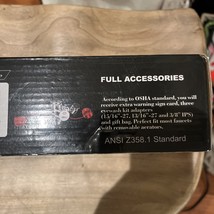 FULL ACCESSORIES
According to OSHA standard, you will
receive extra warning sign card, three
eyewash kit adapters
(15/16"-27, 13/16"-27 and 3/8" IPS)
and gift bag. Perfect fit most faucets
with removable aerators.
ANSI Z358.1 Standard